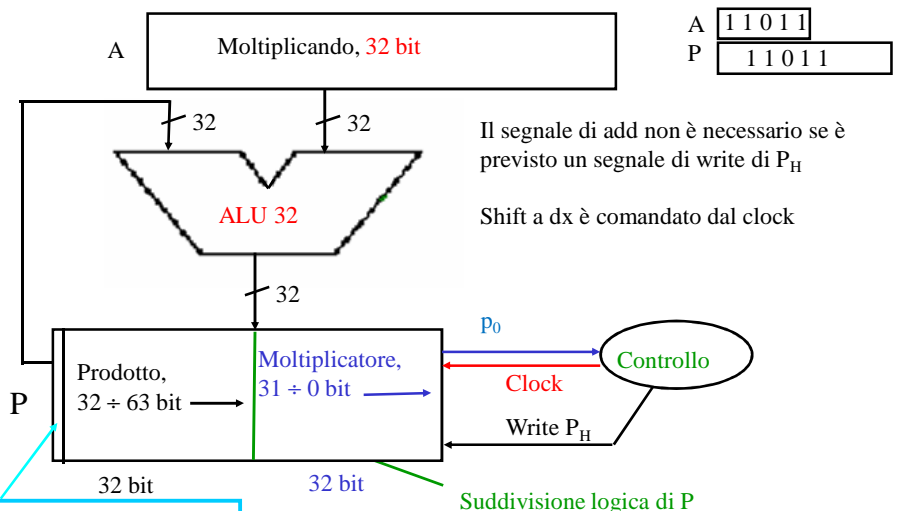 A
Moltiplicando, 32 bit
A
1 1 0 1 1
P
1 1 0 1 1
32
32
Il segnale di add non è necessario se è
previsto un segnale di write di P_H
ALU 32
Shift a dx è comandato dal clock
32
p₀
P
Prodotto,
32 ÷ 63 bit
Moltiplicatore,
31 ÷ 0 bit
Controllo
Clock
Write P_H
32 bit
32 bit
Suddivisione logica di P